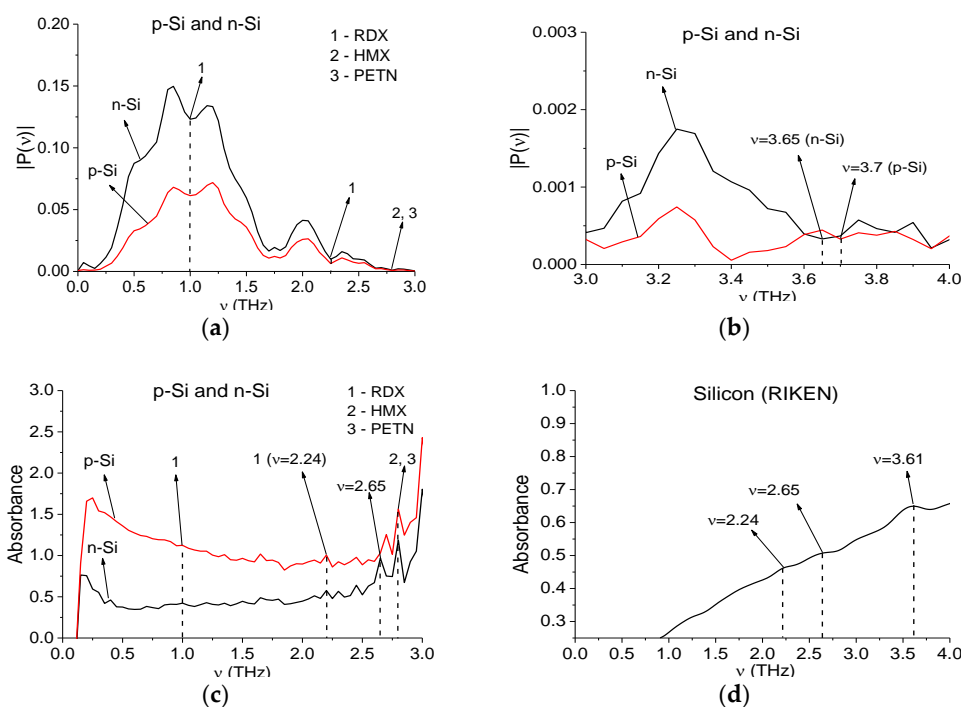 p-Si and n-Si
1 - RDX
2 - HMX
3 - PETN
1
n-Si
p-Si
1
2, 3
|P(ν)|
0.20
0.15
0.10
0.05
0.00
0.0 0.5 1.0 1.5 2.0 2.5 3.0
ν (THz)
(a)
p-Si and n-Si
n-Si
ν=3.65 (n-Si)
p-Si
ν=3.7 (p-Si)
|P(ν)|
0.003
0.002
0.001
0.000
3.0 3.2 3.4 3.6 3.8 4.0
ν (THz)
(b)
p-Si and n-Si
1 - RDX
2 - HMX
3 - PETN
p-Si
1
1 (ν=2.24)
2, 3
ν=2.65
n-Si
Absorbance
3.0
2.5
2.0
1.5
1.0
0.5
0.0
0.0 0.5 1.0 1.5 2.0 2.5 3.0
ν (THz)
(c)
Silicon (RIKEN)
ν=3.61
ν=2.65
ν=2.24
Absorbance
1.0
0.9
0.8
0.7
0.6
0.5
0.4
0.3
0.0 0.5 1.0 1.5 2.0 2.5 3.0 3.5 4.0
ν (THz)
(d)